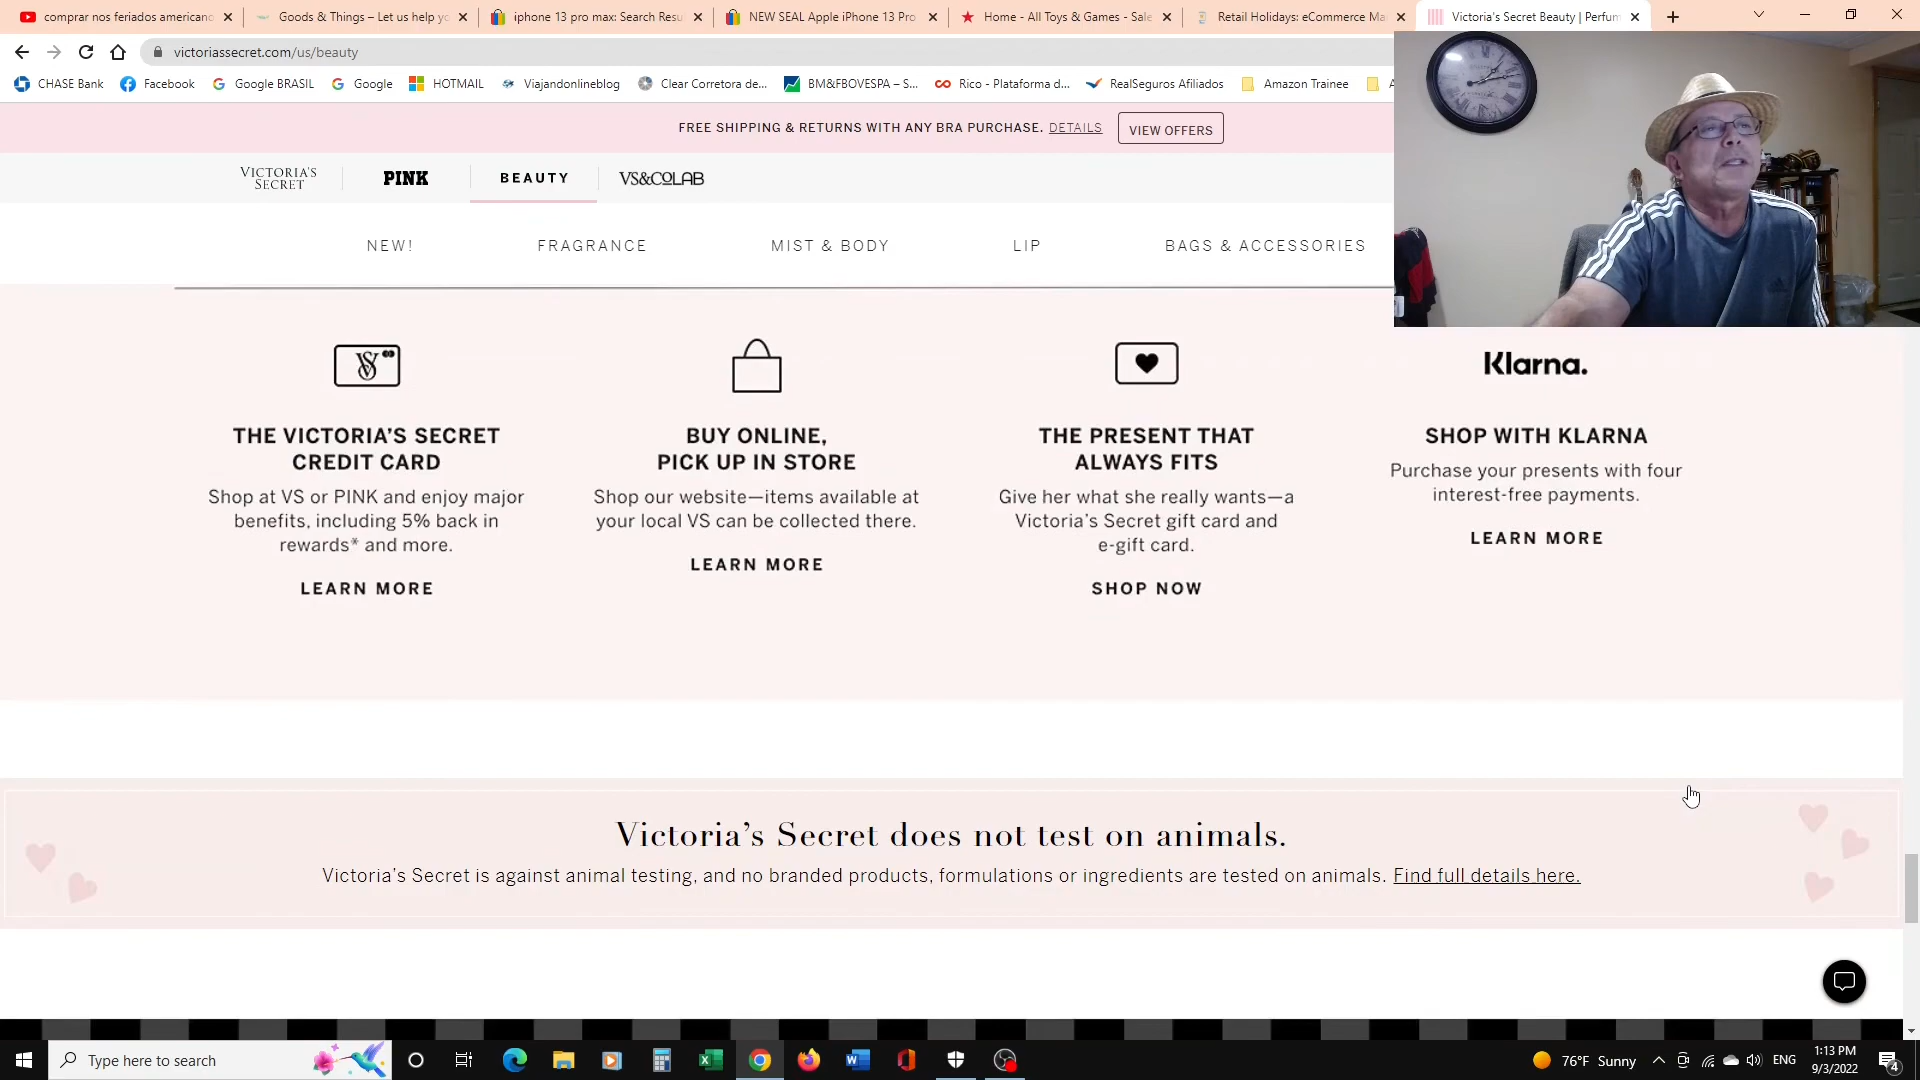 comprar nos feriados american
Goods & Things – Let us help yo
iphone 13 pro max: Search Resu
NEW SEAL Apple iPhone 13 Pro
Home - All Toys & Games - Sale
Retail Holidays: eCommerce Ma
Victoria's Secret Beauty | Perfum
victoriassecret.com/us/beauty
CHASE Bank
Facebook
Google BRASIL
Google
HOTMAIL
Viajandonlineblog
Clear Corretora de...
BM&FBOVESPA – S...
Rico - Plataforma d...
RealSeguros Afiliados
Amazon Trainee
FREE SHIPPING & RETURNS WITH ANY BRA PURCHASE. DETAILS
VIEW OFFERS
VICTORIA'S
SECRET
PINK
BEAUTY
VS&COLAB
NEW!
FRAGRANCE
MIST & BODY
LIP
BAGS & ACCESSORIES
VS
THE VICTORIA'S SECRET
CREDIT CARD
Shop at VS or PINK and enjoy major
benefits, including 5% back in
rewards* and more.
LEARN MORE
BUY ONLINE,
PICK UP IN STORE
Shop our website—items available at
your local VS can be collected there.
LEARN MORE
THE PRESENT THAT
ALWAYS FITS
Give her what she really wants—a
Victoria's Secret gift card and
e-gift card.
SHOP NOW
Klarna.
SHOP WITH KLARNA
Purchase your presents with four
interest-free payments.
LEARN MORE
Victoria's Secret does not test on animals.
Victoria's Secret is against animal testing, and no branded products, formulations or ingredients are tested on animals. Find full details here.
Type here to search
76°F Sunny
ENG
1:13 PM
9/3/2022
4